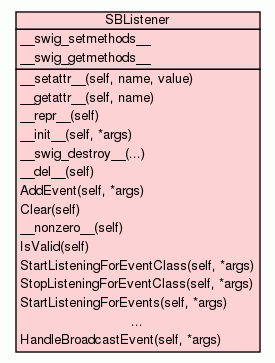 SBListener
__swig_setmethods__
__swig_getmethods__
__setattr__(self, name, value)
__getattr__(self, name)
__repr__(self)
__init__(self, *args)
__swig_destroy__(...)
__del__(self)
AddEvent(self, *args)
Clear(self)
__nonzero__(self)
IsValid(self)
StartListeningForEventClass(self, *args)
StopListeningForEventClass(self, *args)
StartListeningForEvents(self, *args)
...
HandleBroadcastEvent(self, *args)